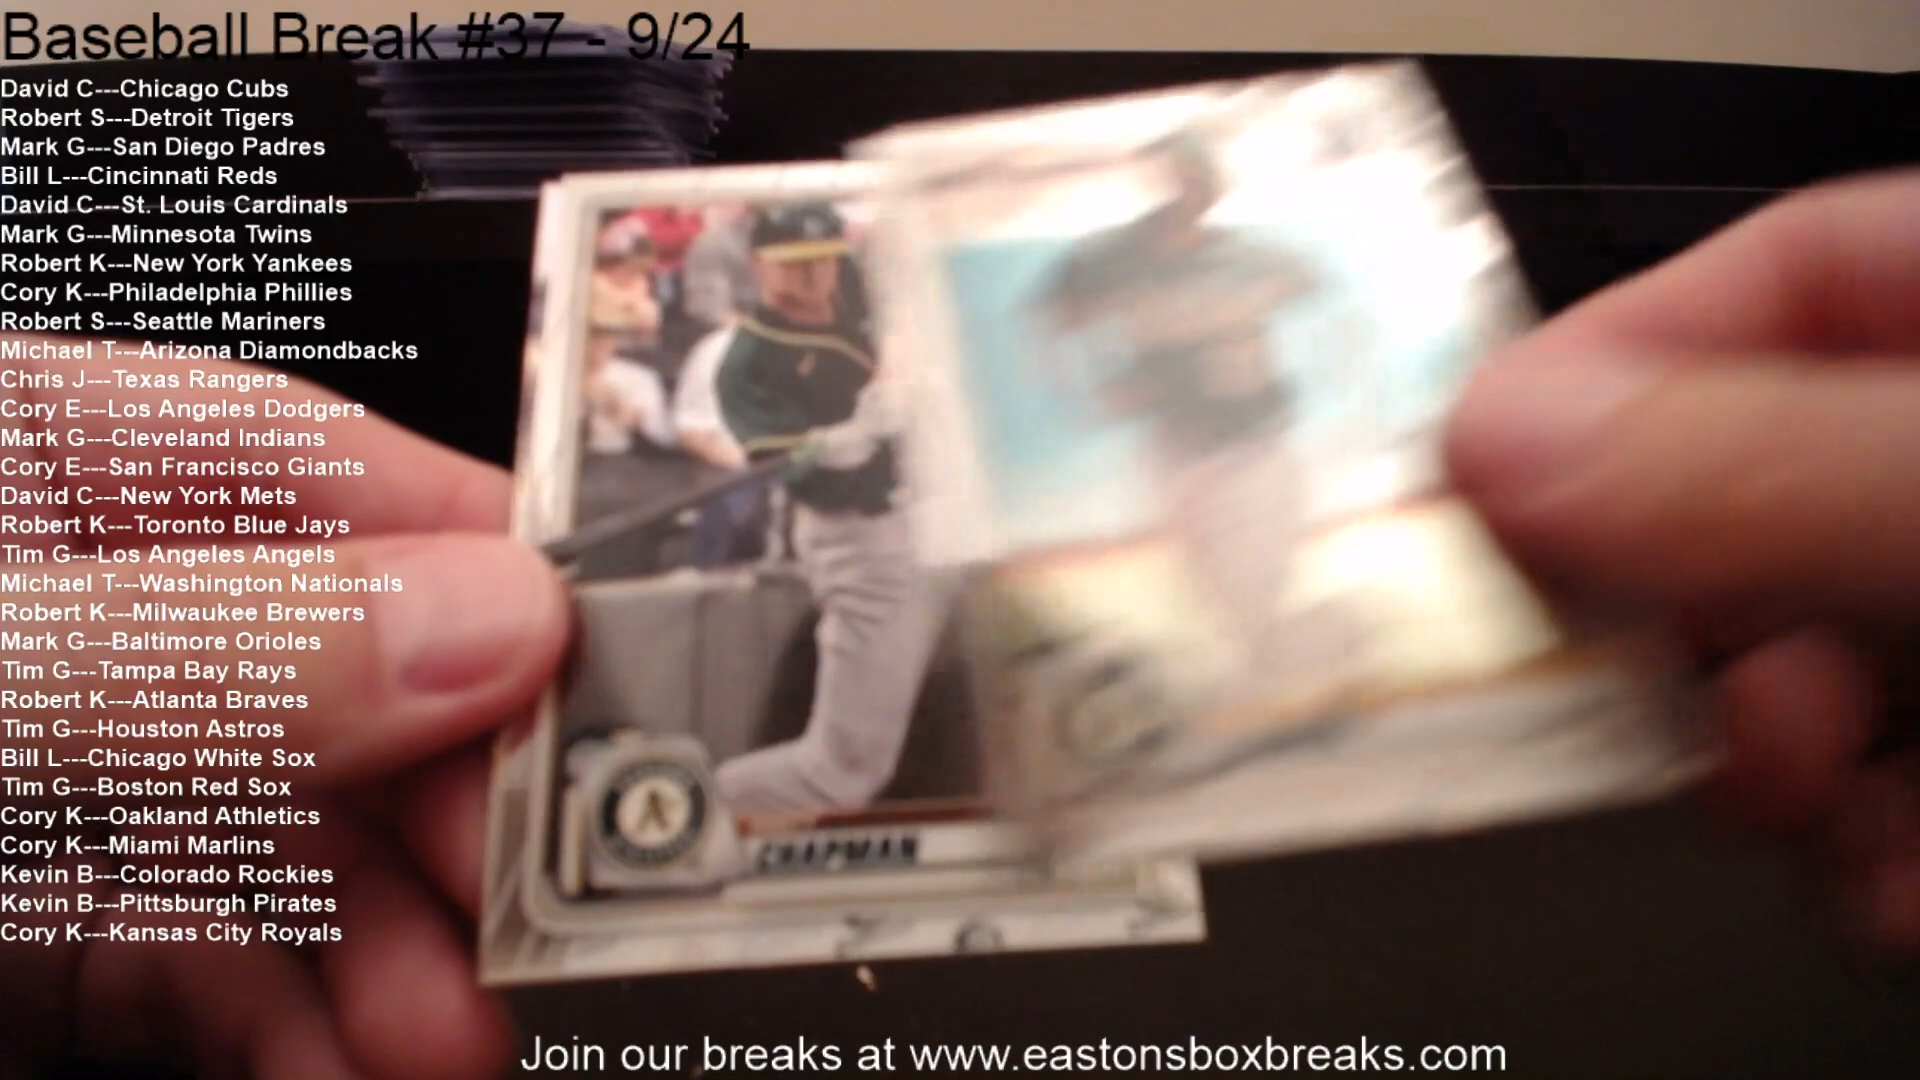 Baseball Break #37 - 9/24
David C---Chicago Cubs
Robert S---Detroit Tigers
Mark G---San Diego Padres
Bill L---Cincinnati Reds
David C---St. Louis Cardinals
Mark G---Minnesota Twins
Robert K---New York Yankees
Cory K---Philadelphia Phillies
Robert S---Seattle Mariners
Michael T---Arizona Diamondbacks
Chris J---Texas Rangers
Cory E---Los Angeles Dodgers
Mark G---Cleveland Indians
Cory E---San Francisco Giants
David C---New York Mets
Robert K---Toronto Blue Jays
Tim G---Los Angeles Angels
Michael T---Washington Nationals
Robert K---Milwaukee Brewers
Mark G---Baltimore Orioles
Tim G---Tampa Bay Rays
Robert K---Atlanta Braves
Tim G---Houston Astros
Bill L---Chicago White Sox
Tim G---Boston Red Sox
Cory K---Oakland Athletics
Cory K---Miami Marlins
Kevin B---Colorado Rockies
Kevin B---Pittsburgh Pirates
Cory K---Kansas City Royals
CHAPMAN
Join our breaks at www.eastonsboxbreaks.com